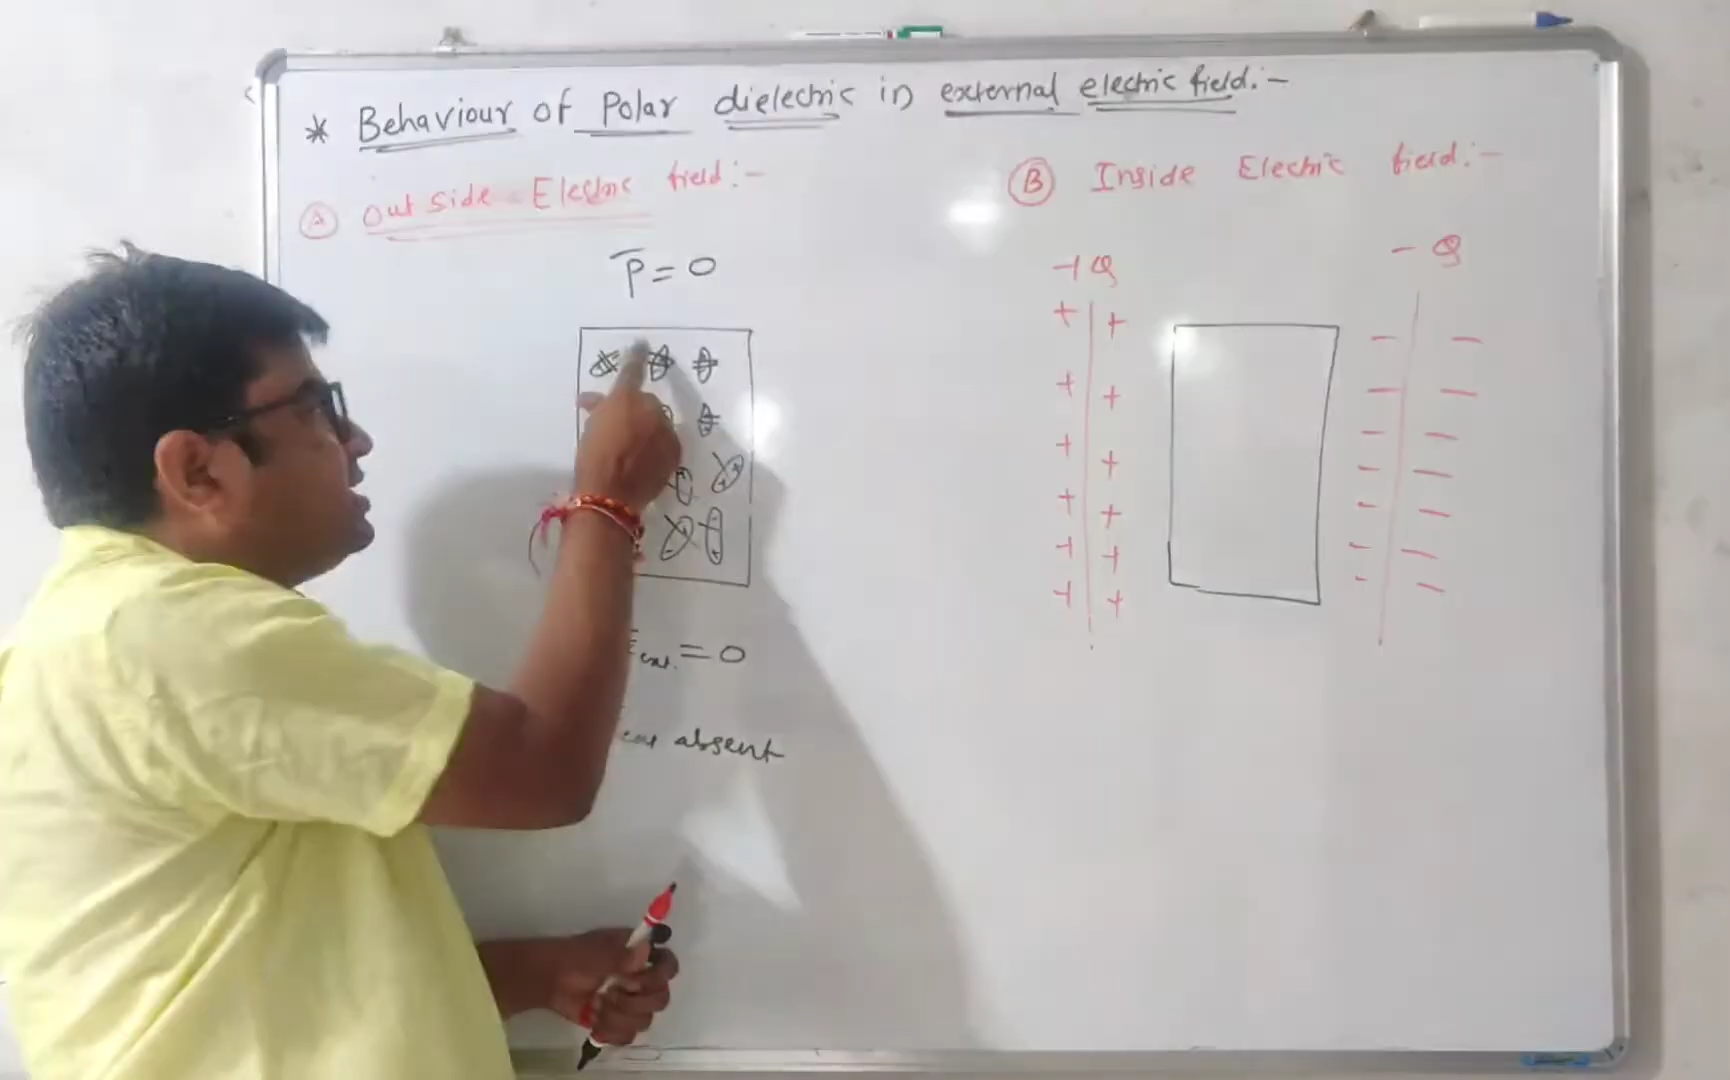 * Behaviour of Polar dielectric in external electric field:-
Ⓐ Out side Electric field:-
P̅ = 0
= 0
absent
Ⓑ Inside Electric field:-
+Q
- Q